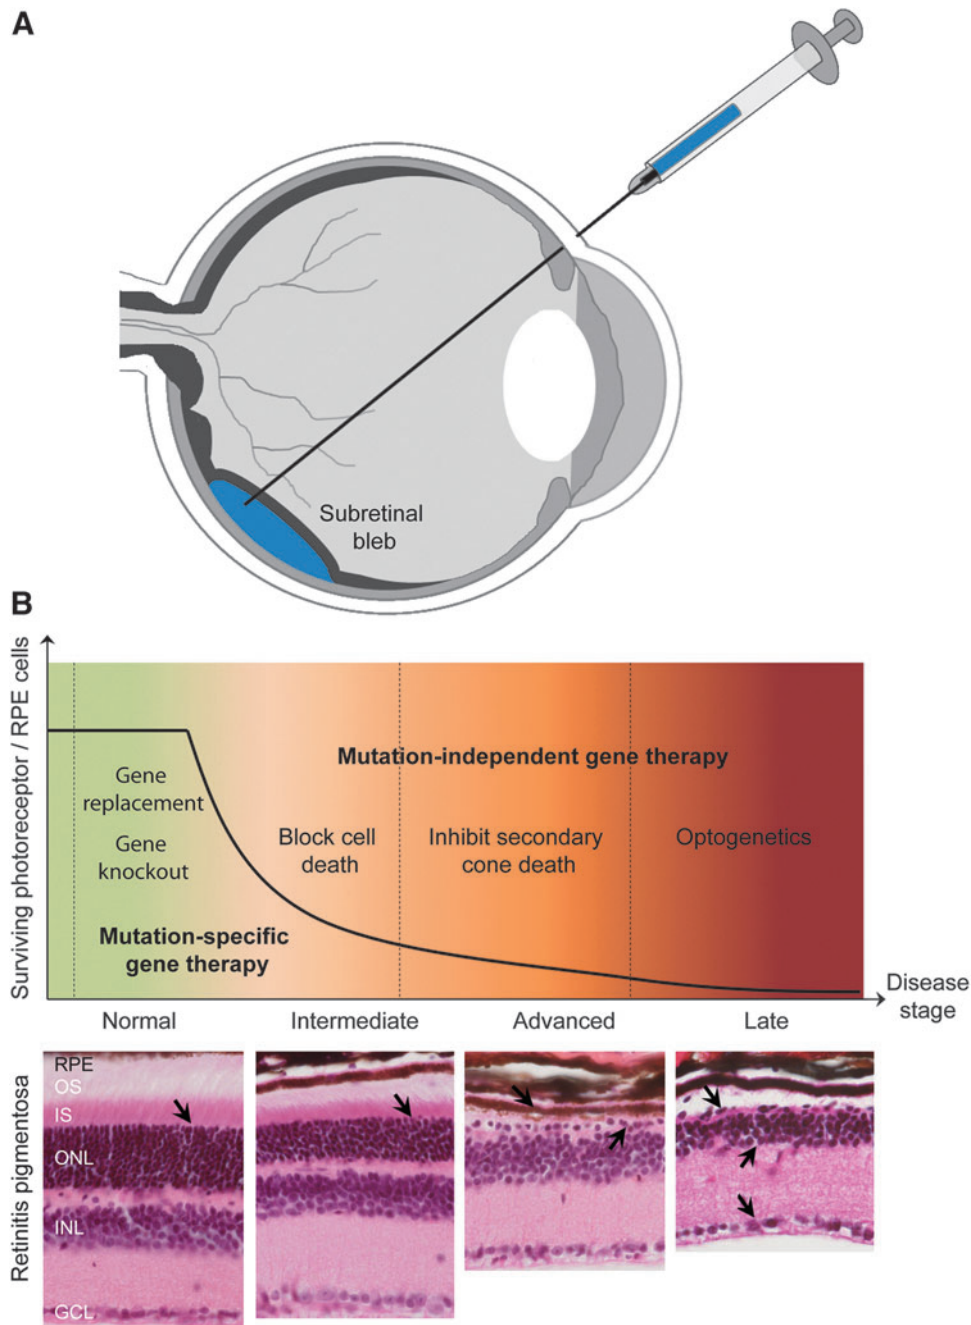 A
Subretinal
bleb
B
Surviving photoreceptor / RPE cells
Gene
replacement
Gene
knockout
Mutation-specific
gene therapy
Mutation-independent gene therapy
Block cell
death
Inhibit secondary
cone death
Optogenetics
Disease
stage
Normal
Intermediate
Advanced
Late
Retinitis pigmentosa
RPE
OS
IS
ONL
INL
GCL